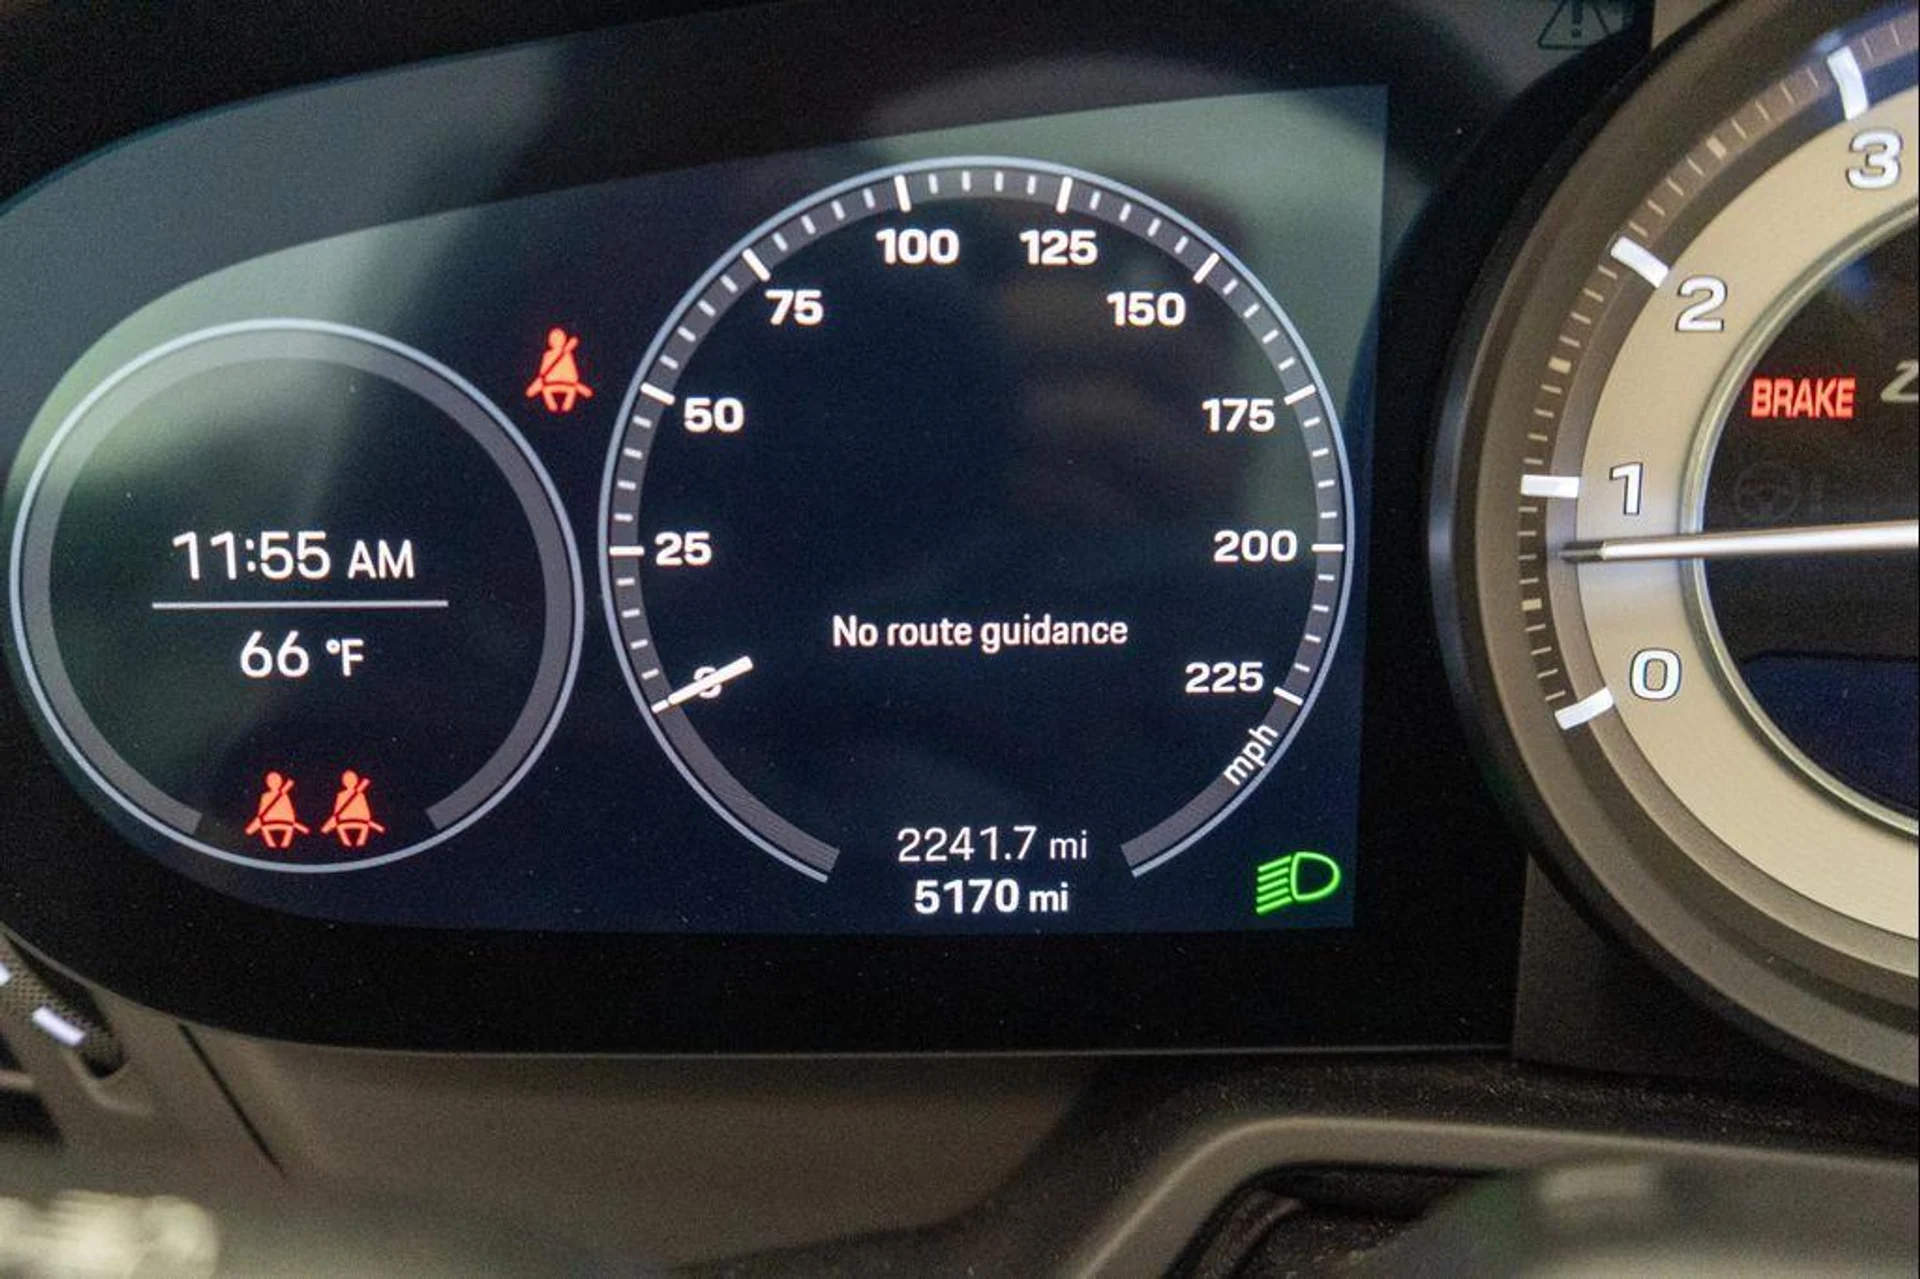 100 125
75 150
50 175
25 200
0 225
mph
No route guidance
11:55 AM
66 °F
2241.7 mi
5170 mi
3
2
1
0
BRAKE